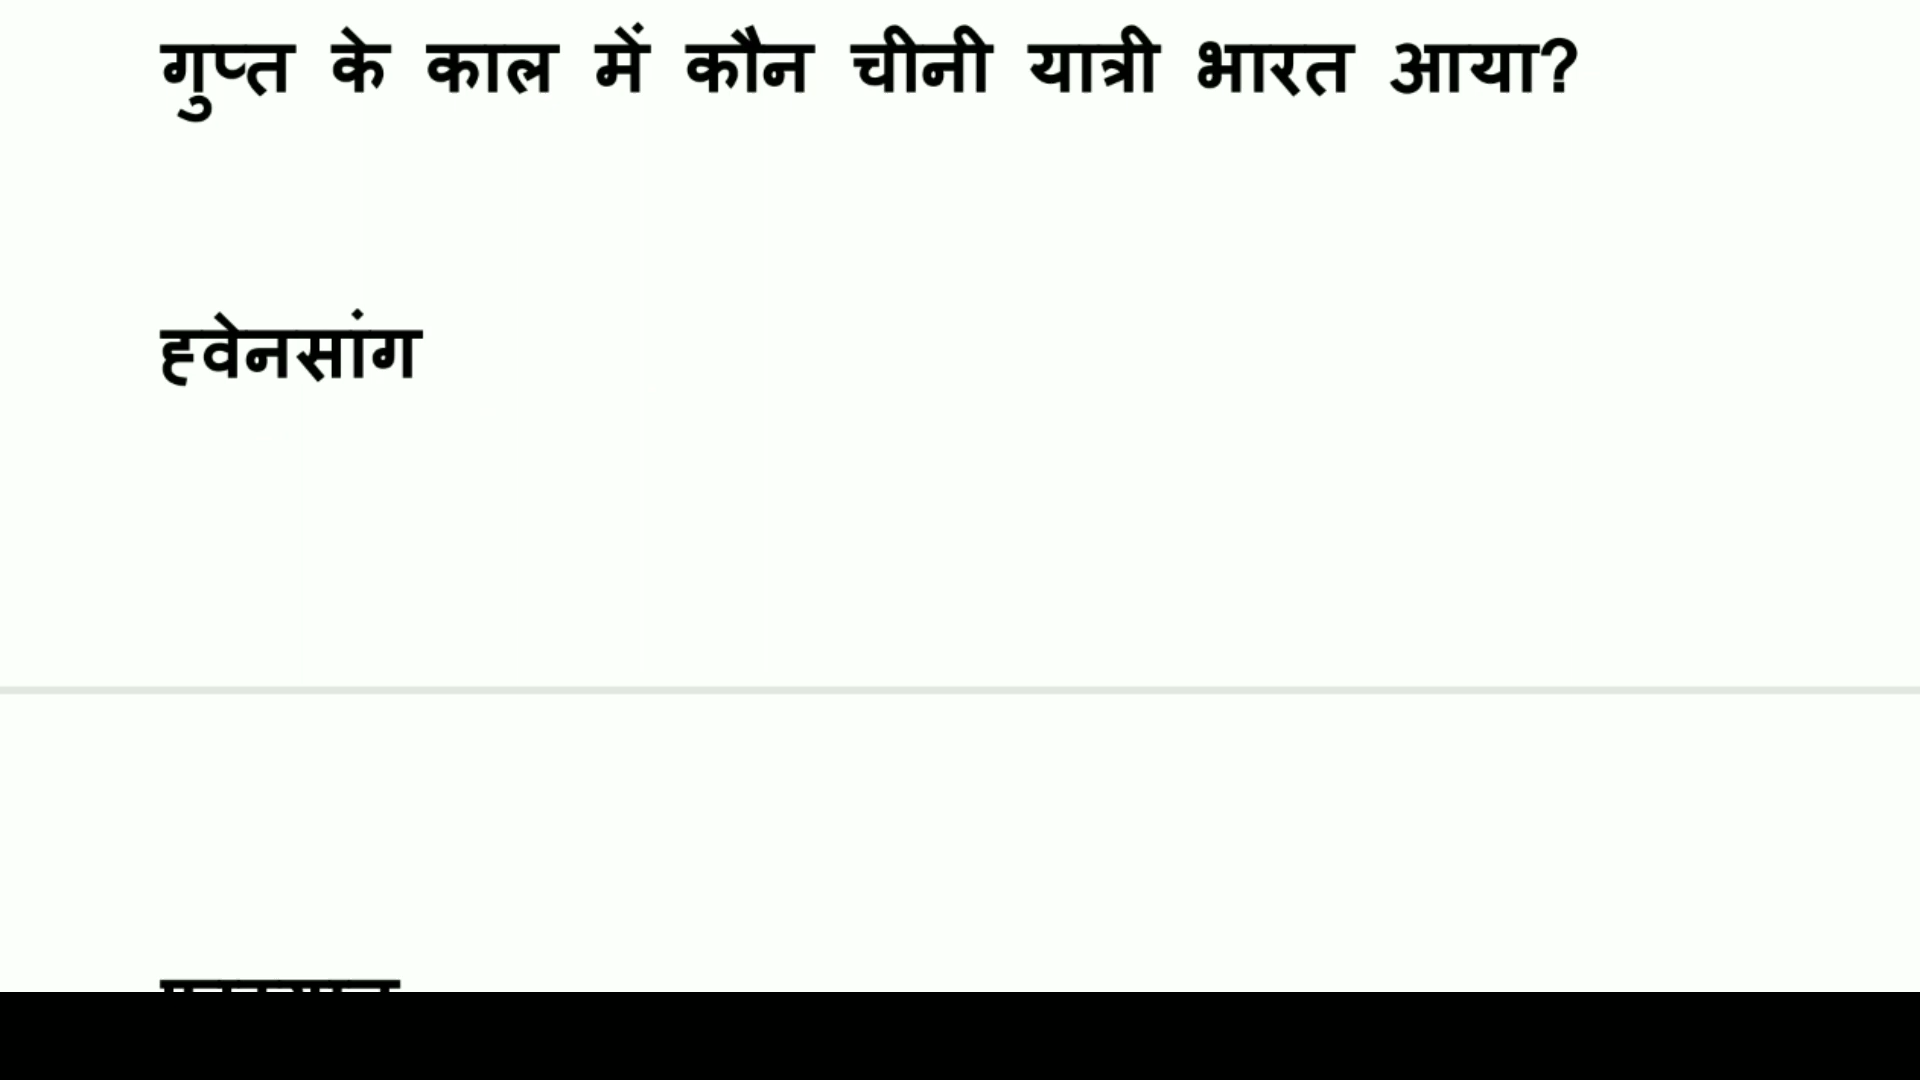 गुप्त के काल में कौन चीनी यात्री भारत आया?
ह्वेनसांग